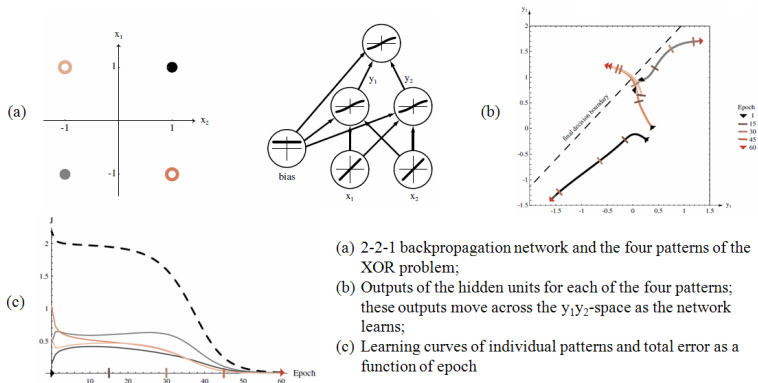 (a)
x1
1
x2
-1
1
-1
y1
y2
bias
x1
x2
(b)
y2
2
1.5
1
0.5
0
-0.5
-1
-1.5
-1.5
-1
-0.5
0
0.5
1
1.5
y1
final decision boundary
Epoch
1
15
30
45
60
(c)
J
2
1.5
1
0.5
10
20
30
40
50
60
Epoch
(a) 2-2-1 backpropagation network and the four patterns of the
XOR problem;
(b) Outputs of the hidden units for each of the four patterns;
these outputs move across the y1y2-space as the network
learns;
(c) Learning curves of individual patterns and total error as a
function of epoch